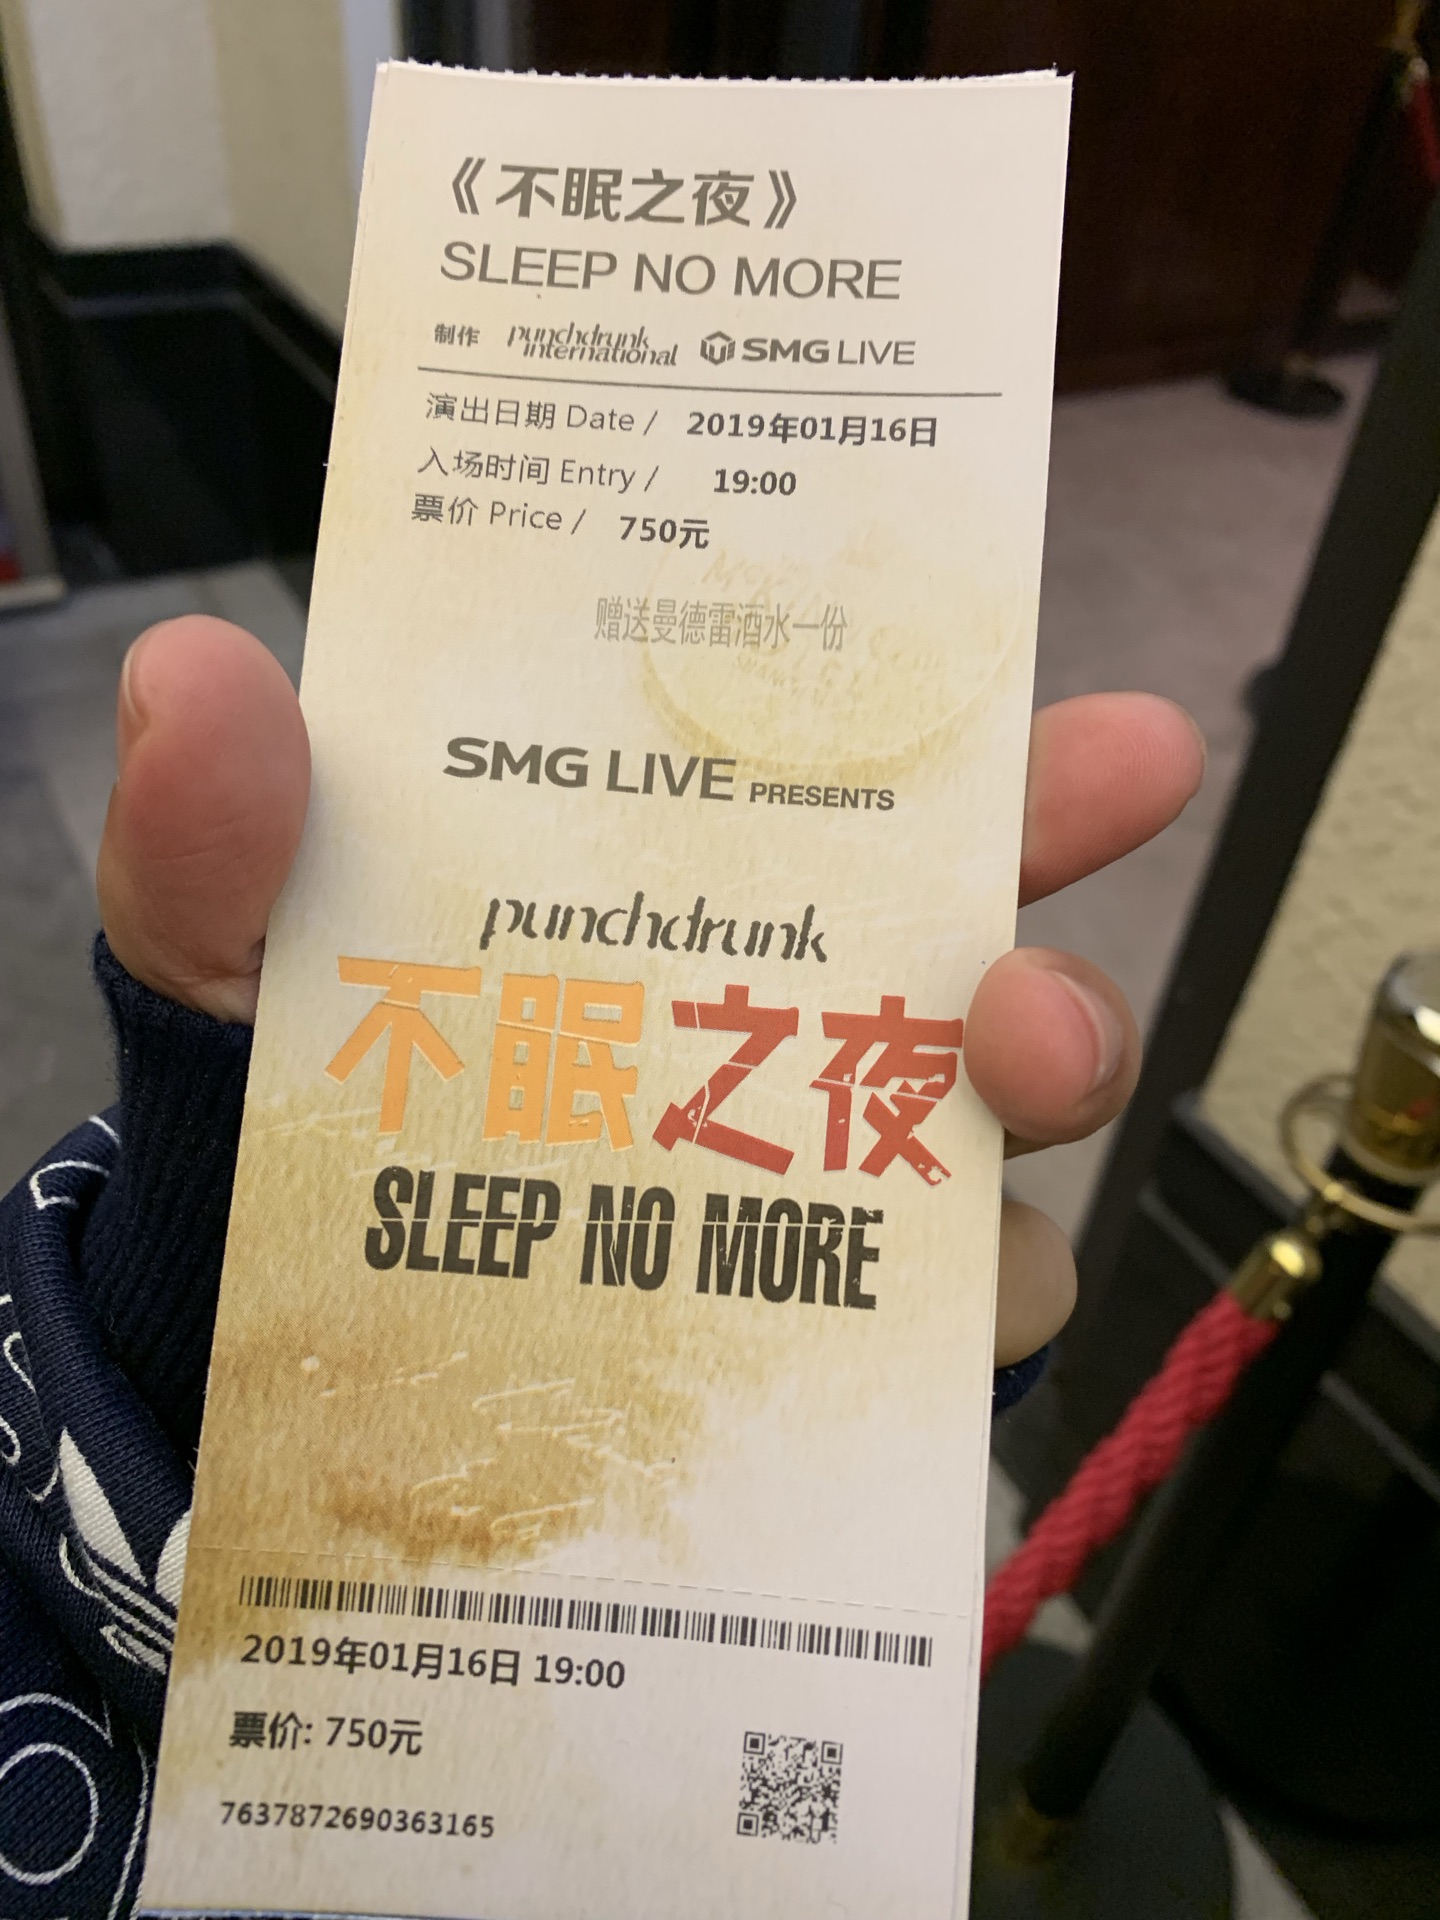 《不眠之夜》
SLEEP NO MORE
制作 punchdrunk international SMG LIVE
演出日期 Date / 2019年01月16日
入场时间 Entry / 19:00
票价 Price / 750元
赠送曼德雷酒水一份
SMG LIVE PRESENTS
punchdrunk
不眠之夜
SLEEP NO MORE
2019年01月16日 19:00
票价: 750元
7637872690363165